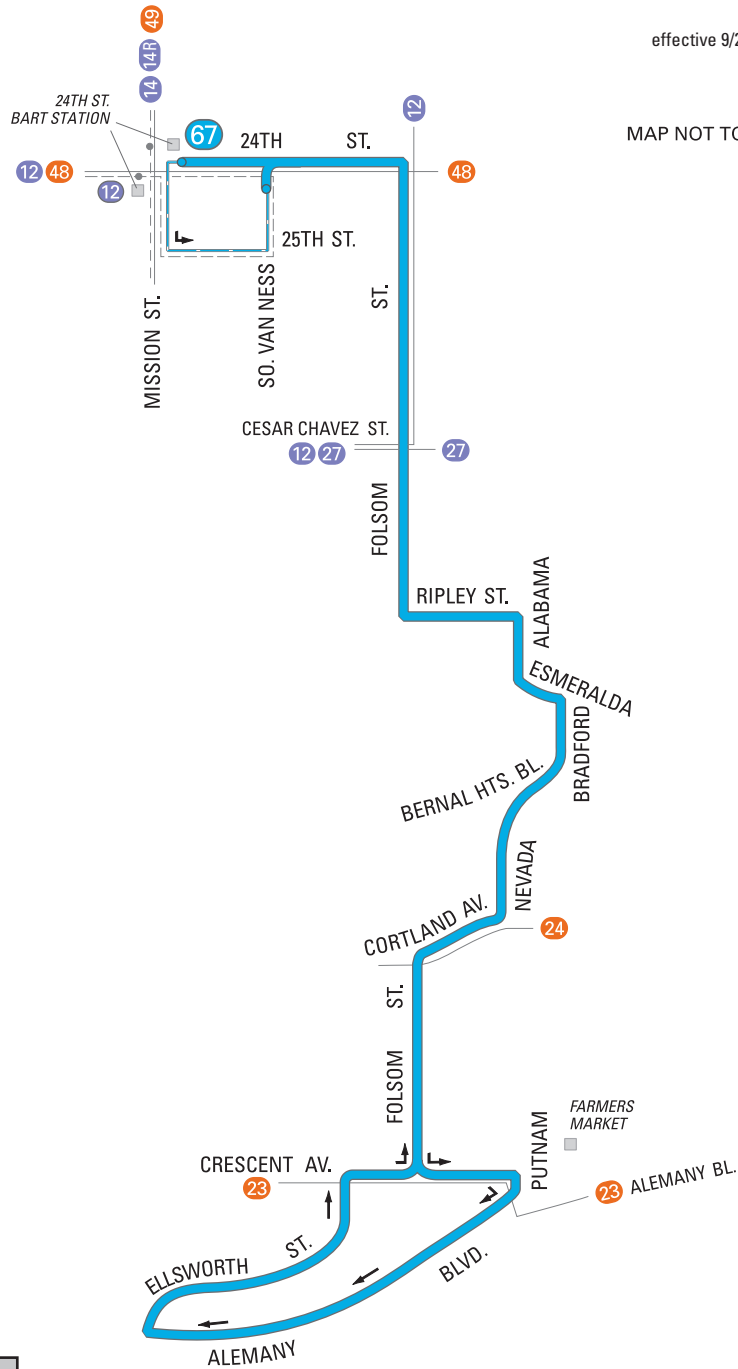 49
14R
14
effective 9/2
24TH ST.
BART STATION
67
24TH ST.
12
MAP NOT TO
12 48
48
12
25TH ST.
MISSION ST.
SO. VAN NESS
ST.
CESAR CHAVEZ ST.
12 27
27
FOLSOM
RIPLEY ST.
ALABAMA
ESMERALDA
BRADFORD
BERNAL HTS. BL.
NEVADA
CORTLAND AV.
24
ST.
FOLSOM
FARMERS
MARKET
PUTNAM
CRESCENT AV.
23
23 ALEMANY BL.
ELLSWORTH ST.
ALEMANY BLVD.